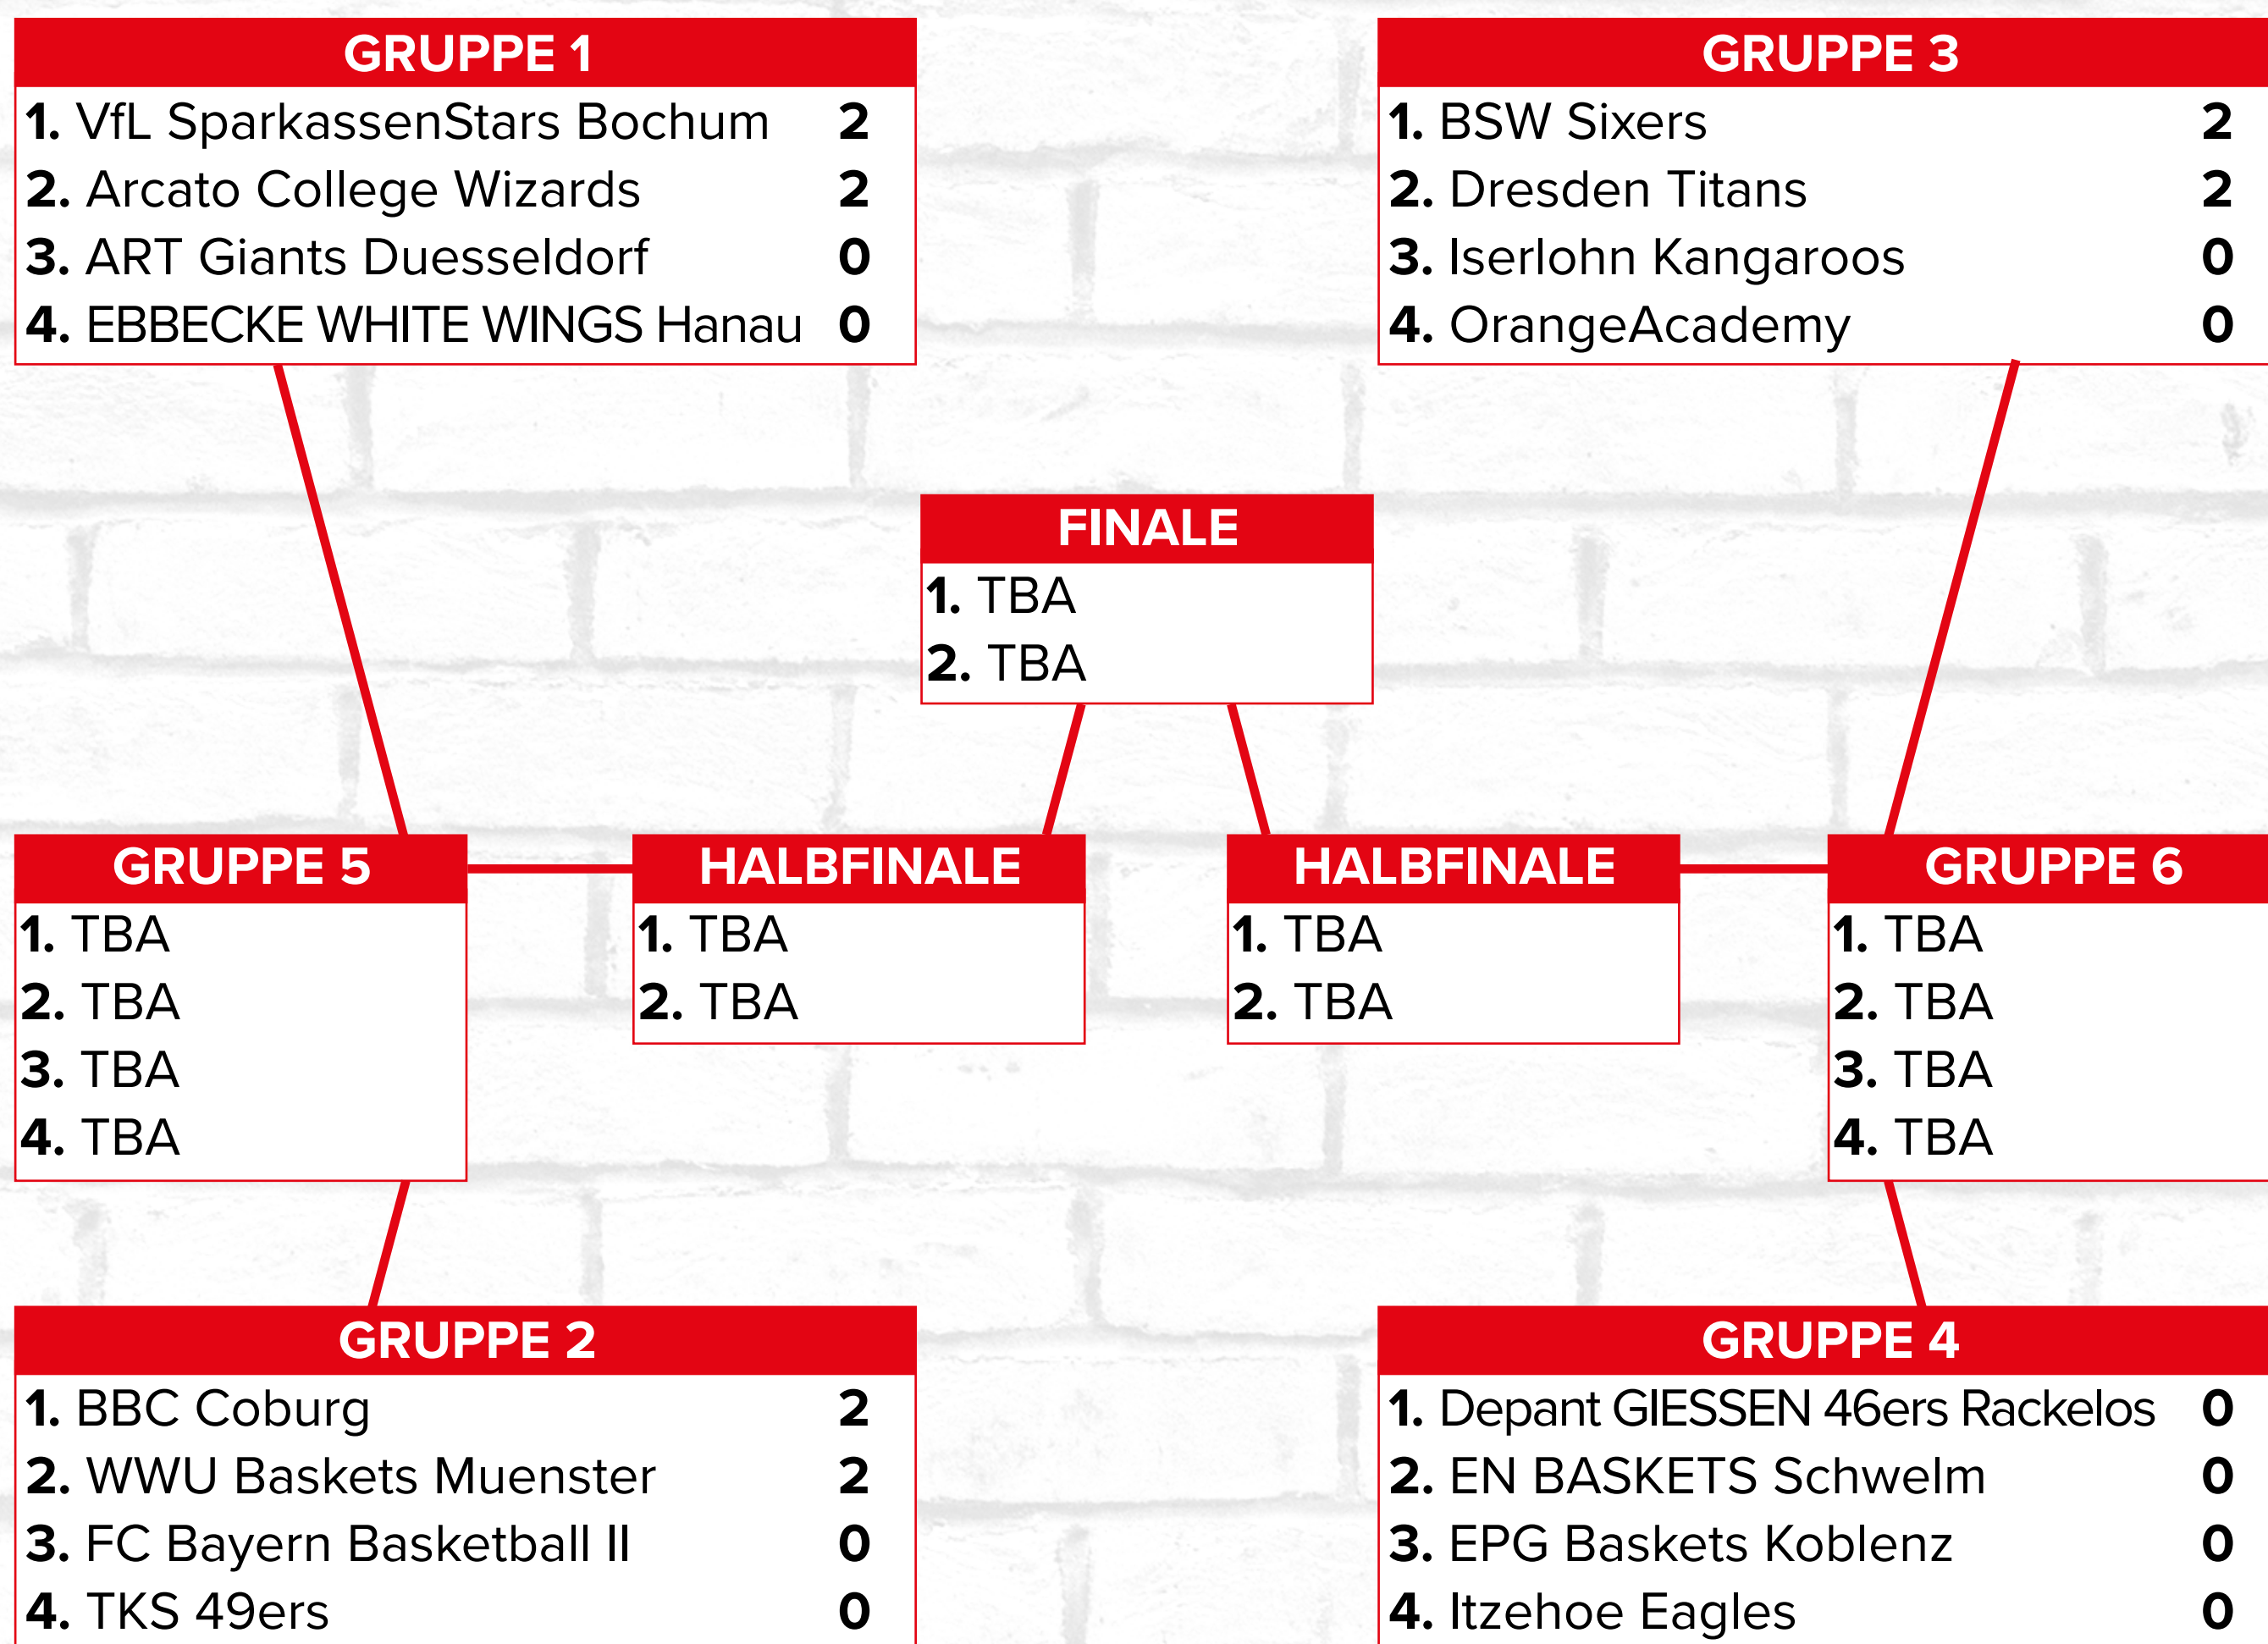 GRUPPE 1
1. VfL SparkassenStars Bochum 2
2. Arcato College Wizards 2
3. ART Giants Duesseldorf 0
4. EBBECKE WHITE WINGS Hanau 0
GRUPPE 3
1. BSW Sixers 2
2. Dresden Titans 2
3. Iserlohn Kangaroos 0
4. OrangeAcademy 0
FINALE
1. TBA
2. TBA
GRUPPE 5
1. TBA
2. TBA
3. TBA
4. TBA
HALBFINALE
1. TBA
2. TBA
HALBFINALE
1. TBA
2. TBA
GRUPPE 6
1. TBA
2. TBA
3. TBA
4. TBA
GRUPPE 2
1. BBC Coburg 2
2. WWU Baskets Muenster 2
3. FC Bayern Basketball II 0
4. TKS 49ers 0
GRUPPE 4
1. Depant GIESSEN 46ers Rackelos 0
2. EN BASKETS Schwelm 0
3. EPG Baskets Koblenz 0
4. Itzehoe Eagles 0